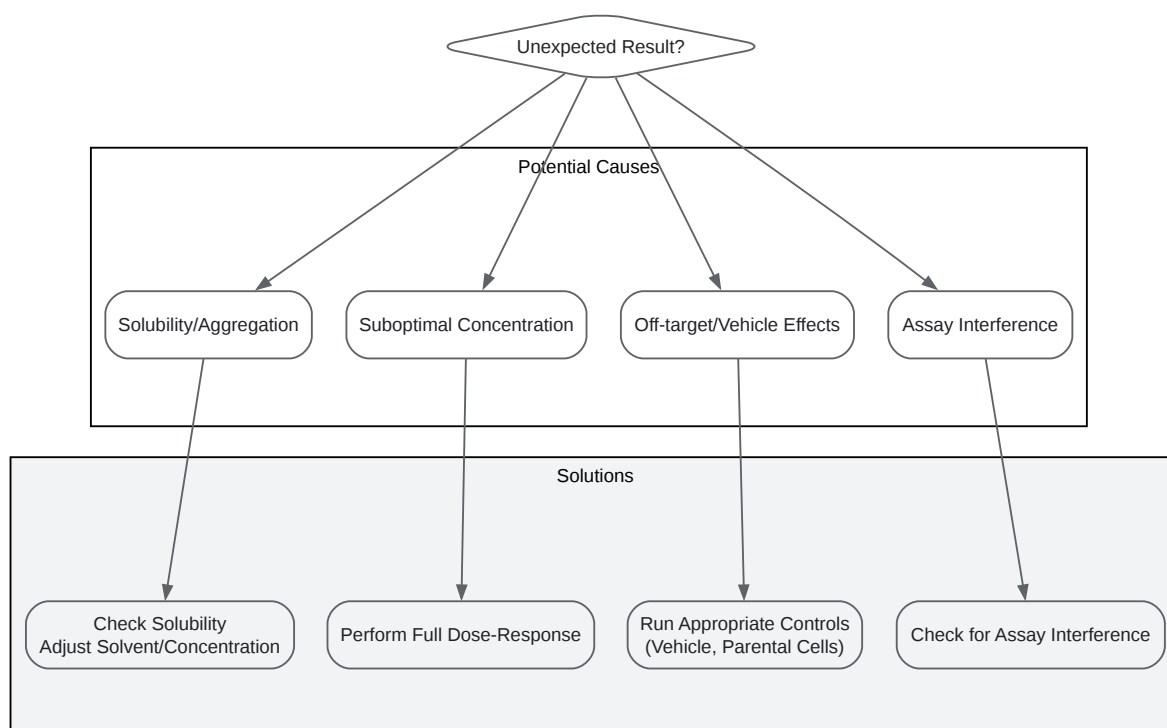 Unexpected Result?
Potential Causes
Solubility/Aggregation
Suboptimal Concentration
Off-target/Vehicle Effects
Assay Interference
Solutions
Check Solubility
Adjust Solvent/Concentration
Perform Full Dose-Response
Run Appropriate Controls
(Vehicle, Parental Cells)
Check for Assay Interference